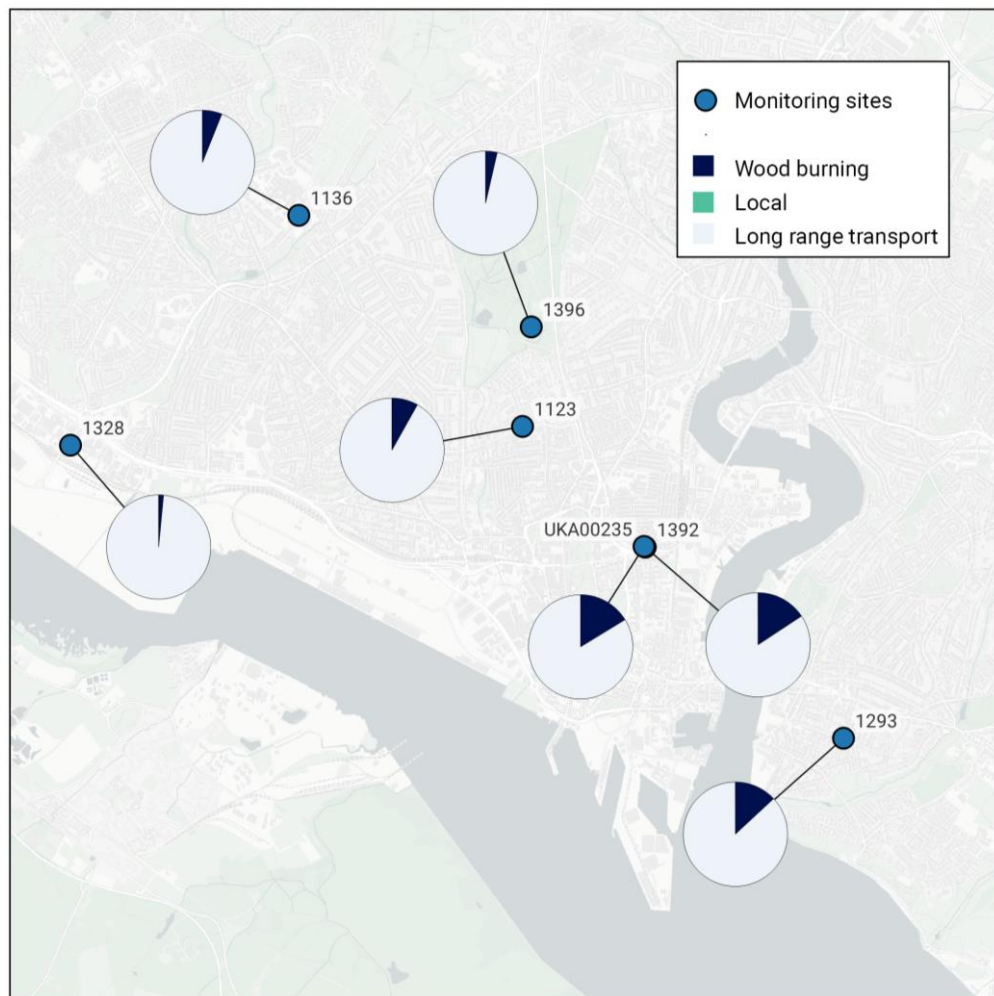 Monitoring sites
Wood burning
Local
Long range transport
1136
1396
1123
1328
UKA00235 1392
1293